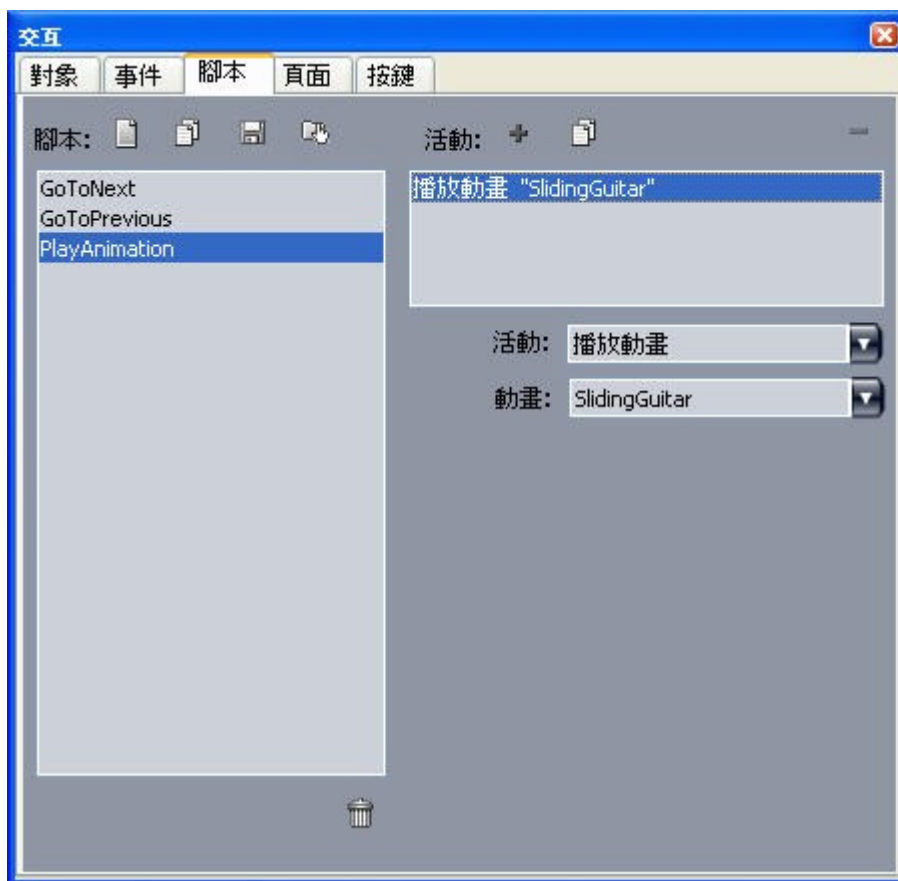 交互
對象 事件 腳本 頁面 按鍵
腳本: 活動:
GoToNext
GoToPrevious
PlayAnimation
播放動畫 "SlidingGuitar"
活動: 播放動畫
動畫: SlidingGuitar